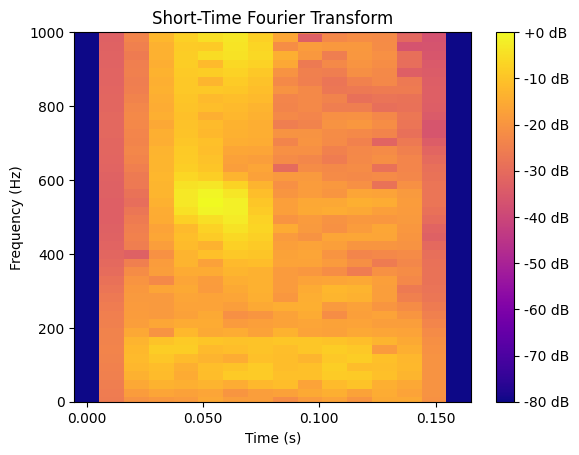 Short-Time Fourier Transform
1000
800
600
400
200
0
Frequency (Hz)
0.000
0.050
0.100
0.150
Time (s)
+0 dB
-10 dB
-20 dB
-30 dB
-40 dB
-50 dB
-60 dB
-70 dB
-80 dB